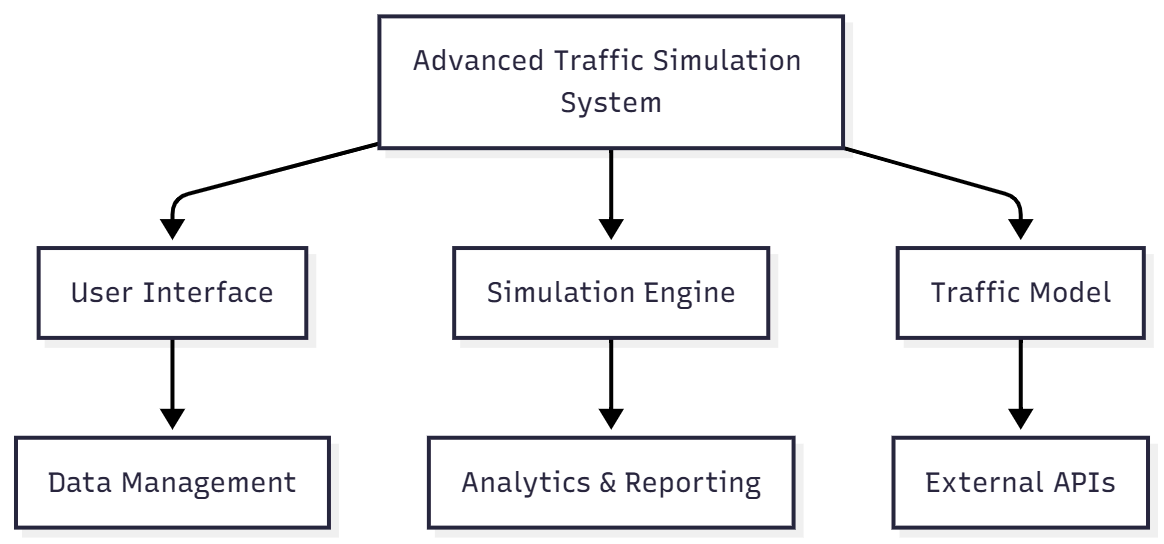 Advanced Traffic Simulation
System
User Interface
Simulation Engine
Traffic Model
Data Management
Analytics & Reporting
External APIs